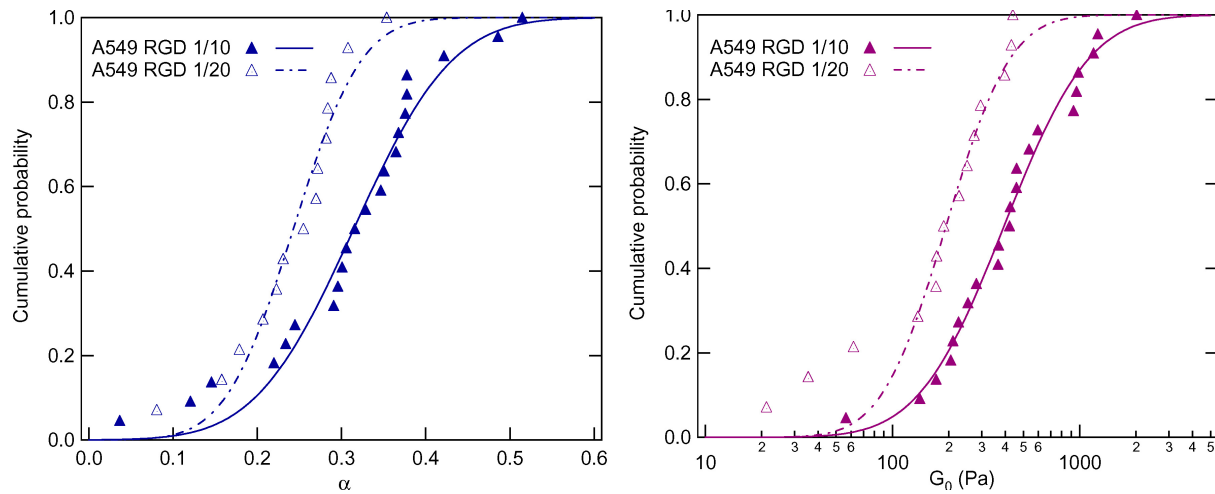 A549 RGD 1/10
A549 RGD 1/20
Cumulative probability
1.0
0.8
0.6
0.4
0.2
0.0
0.0 0.1 0.2 0.3 0.4 0.5 0.6
α
A549 RGD 1/10
A549 RGD 1/20
Cumulative probability
1.0
0.8
0.6
0.4
0.2
0.0
10 2 3 4 5 6 100 2 3 4 5 6 1000 2 3 4 5
G0 (Pa)